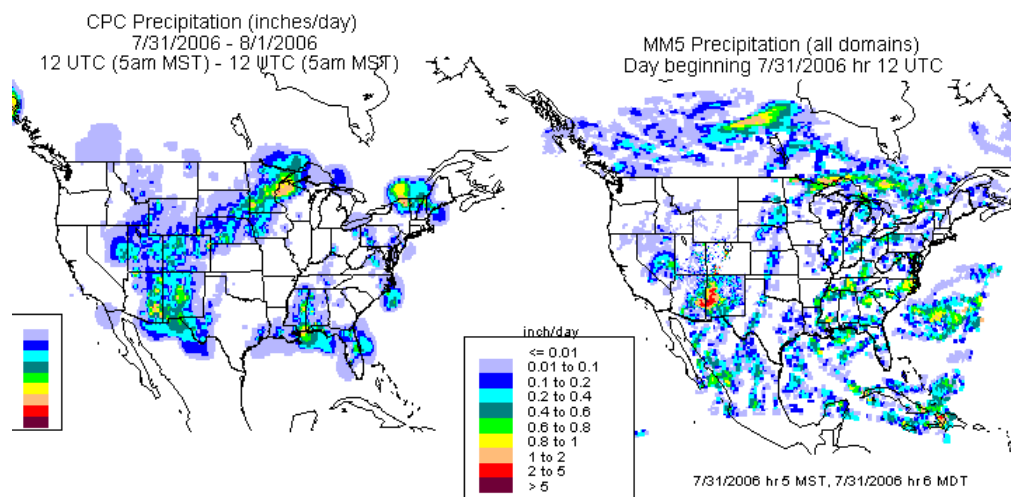 CPC Precipitation (inches/day)
7/31/2006 - 8/1/2006
12 UTC (5am MST) - 12 UTC (5am MST)
MM5 Precipitation (all domains)
Day beginning 7/31/2006 hr 12 UTC
inch/day
<= 0.01
0.01 to 0.1
0.1 to 0.2
0.2 to 0.4
0.4 to 0.6
0.6 to 0.8
0.8 to 1
1 to 2
2 to 5
> 5
7/31/2006 hr 5 MST, 7/31/2006 hr 6 MDT